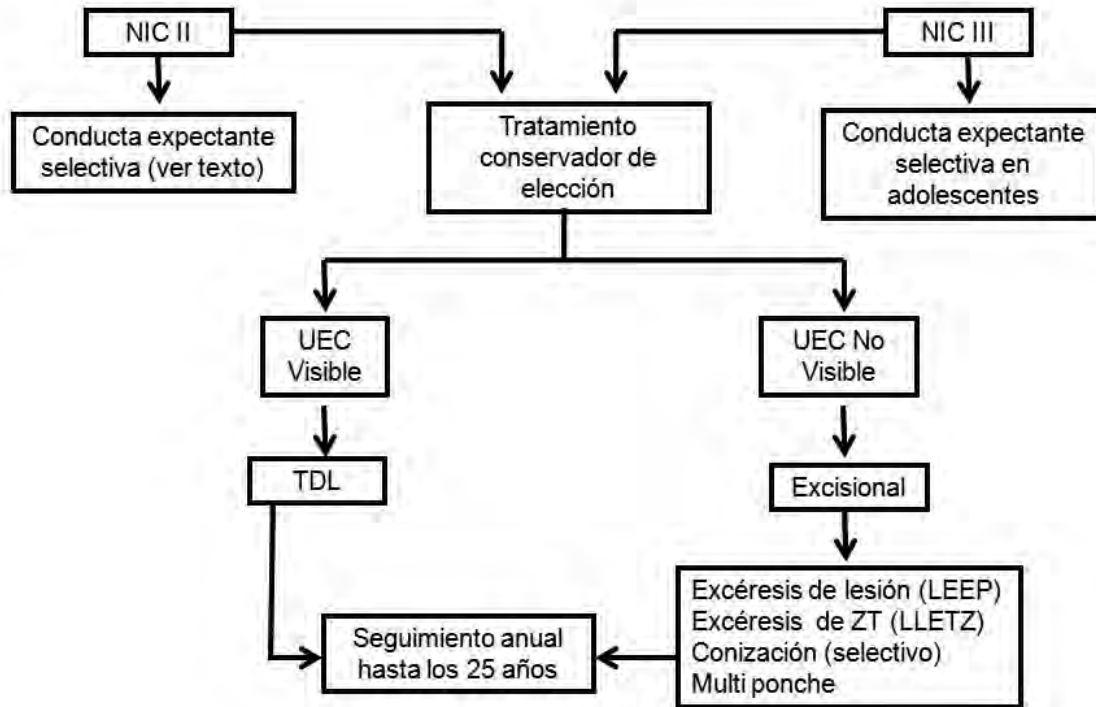 NIC II
NIC III
Conducta expectante
selectiva (ver texto)
Tratamiento
conservador de
elección
Conducta expectante
selectiva en
adolescentes
UEC
Visible
UEC No
Visible
TDL
Excisional
Excéresis de lesión (LEEP)
Excéresis de ZT (LLETZ)
Conización (selectivo)
Multi ponche
Seguimiento anual
hasta los 25 años